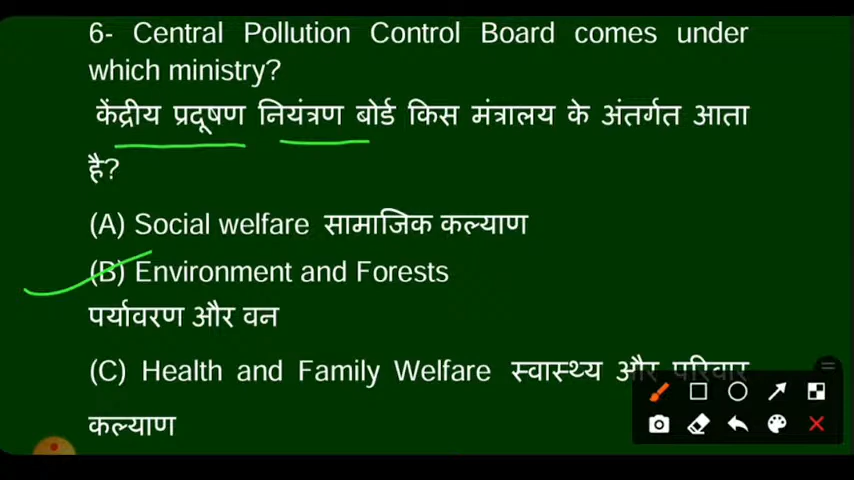 6- Central Pollution Control Board comes under
which ministry?
केंद्रीय प्रदूषण नियंत्रण बोर्ड किस मंत्रालय के अंतर्गत आता
है?
(A) Social welfare सामाजिक कल्याण
(B) Environment and Forests
पर्यावरण और वन
(C) Health and Family Welfare स्वास्थ्य और परिवार
कल्याण